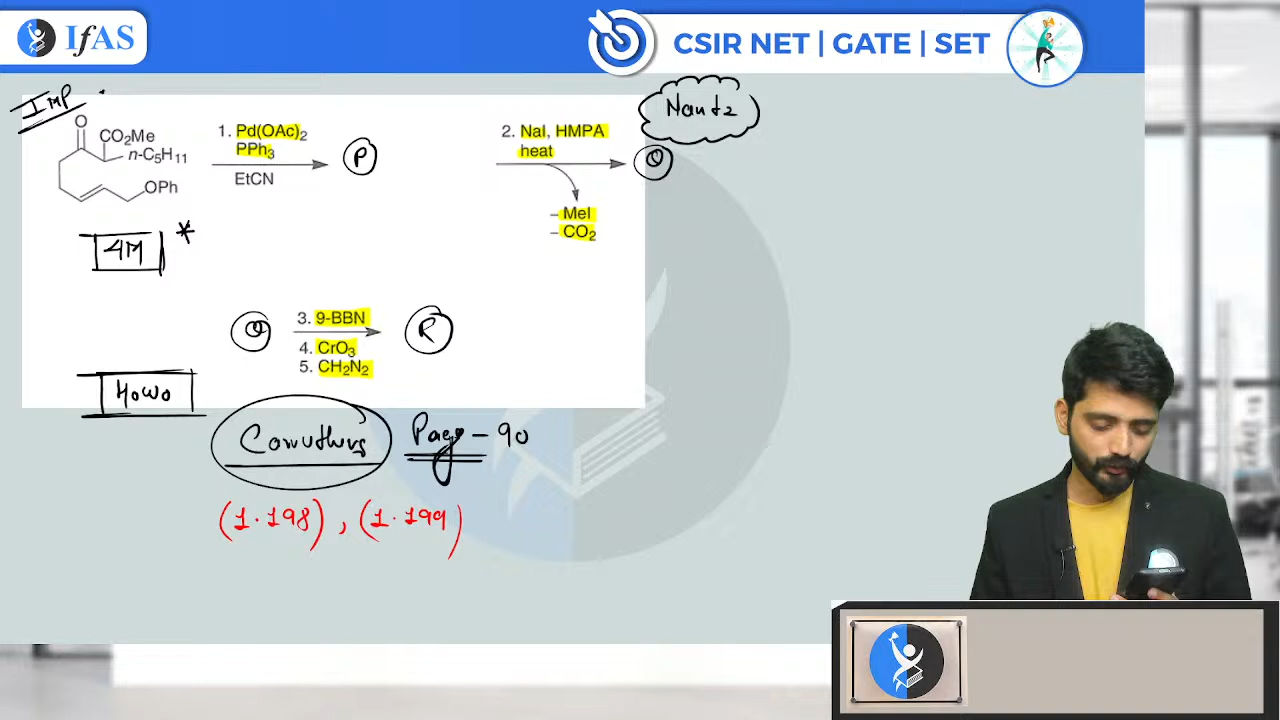 IfAS
CSIR NET | GATE | SET
IMP
O
CO2Me
n-C5H11
OPh
1. Pd(OAc)2
PPh3
EtCN
P
2. NaI, HMPA
heat
– MeI
– CO2
Q
4M *
Q
3. 9-BBN
4. CrO3
5. CH2N2
R
Page – 90
(1.198), (1.199)